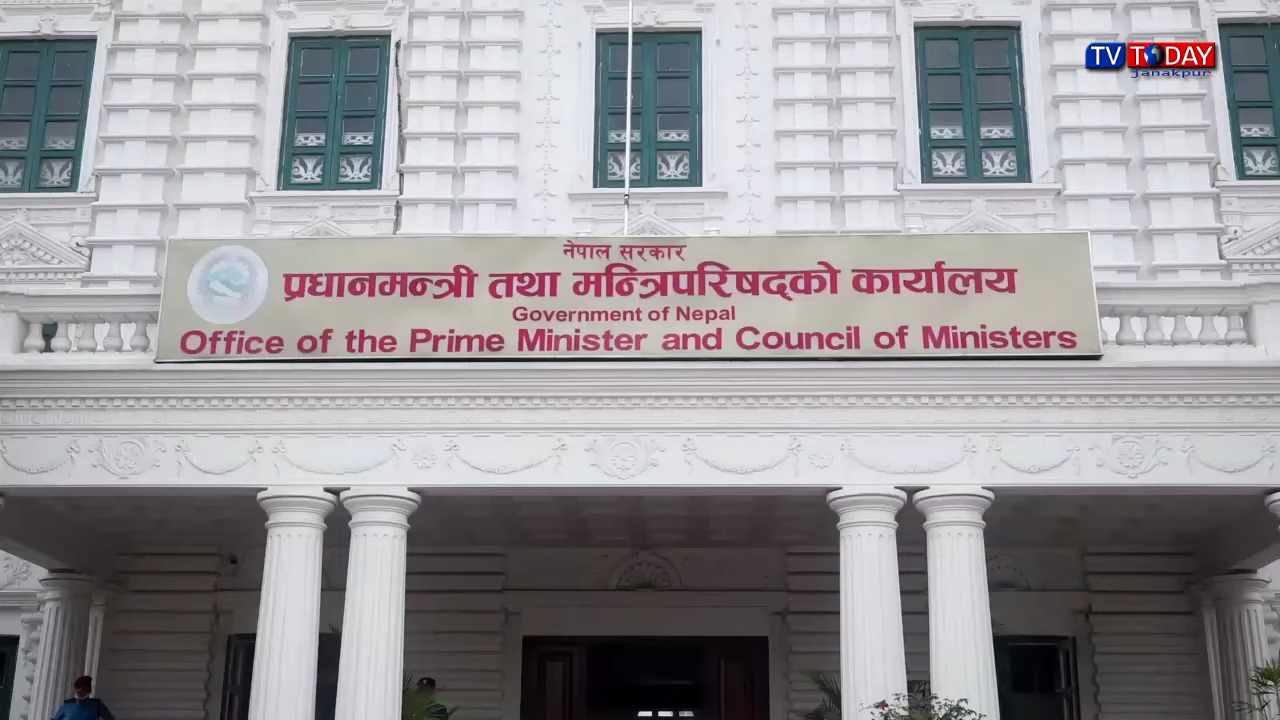 TV TODAY
Janakpur
नेपाल सरकार
प्रधानमन्त्री तथा मन्त्रिपरिषद्को कार्यालय
Government of Nepal
Office of the Prime Minister and Council of Ministers